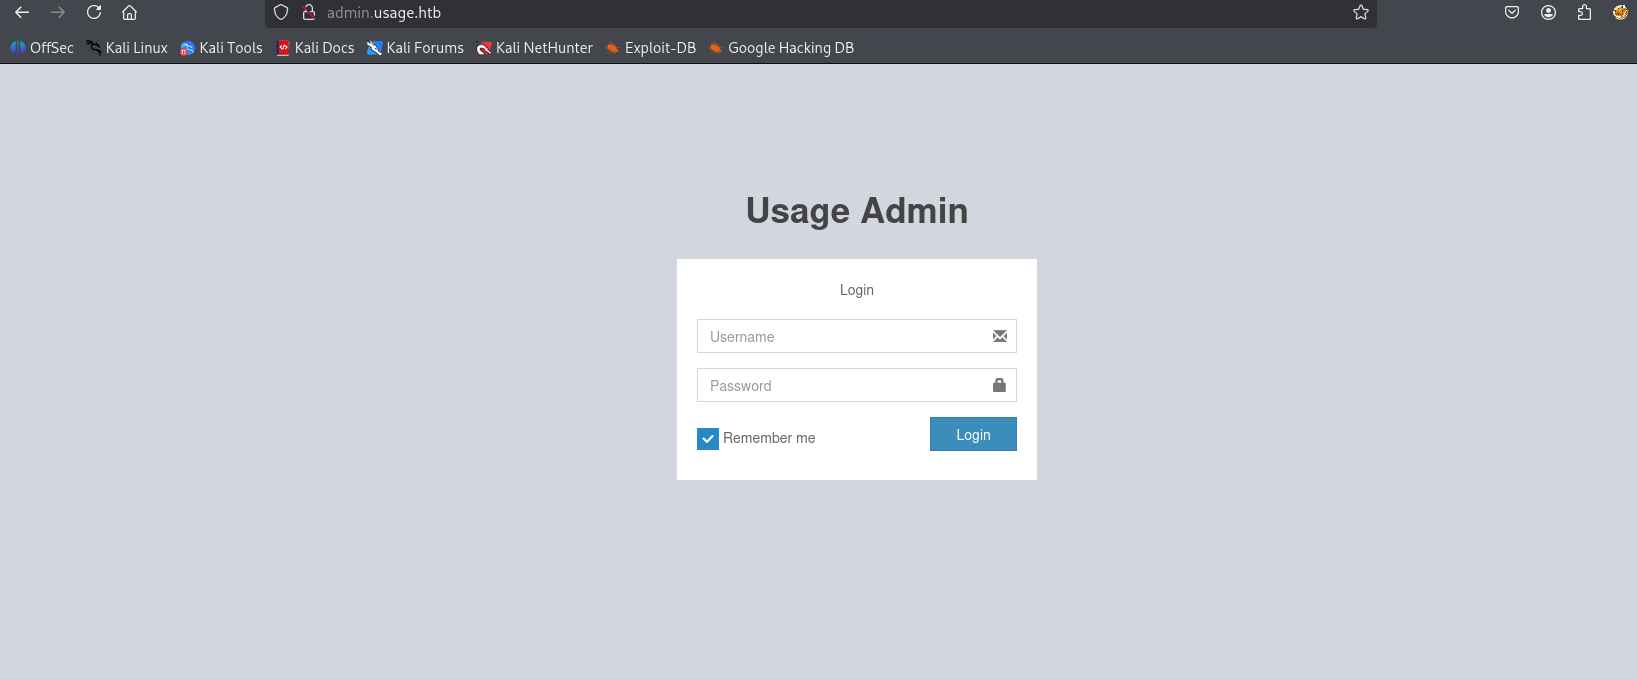 admin.usage.htb
OffSec Kali Linux Kali Tools Kali Docs Kali Forums Kali NetHunter Exploit-DB Google Hacking DB
Usage Admin
Login
Username
Password
Remember me Login